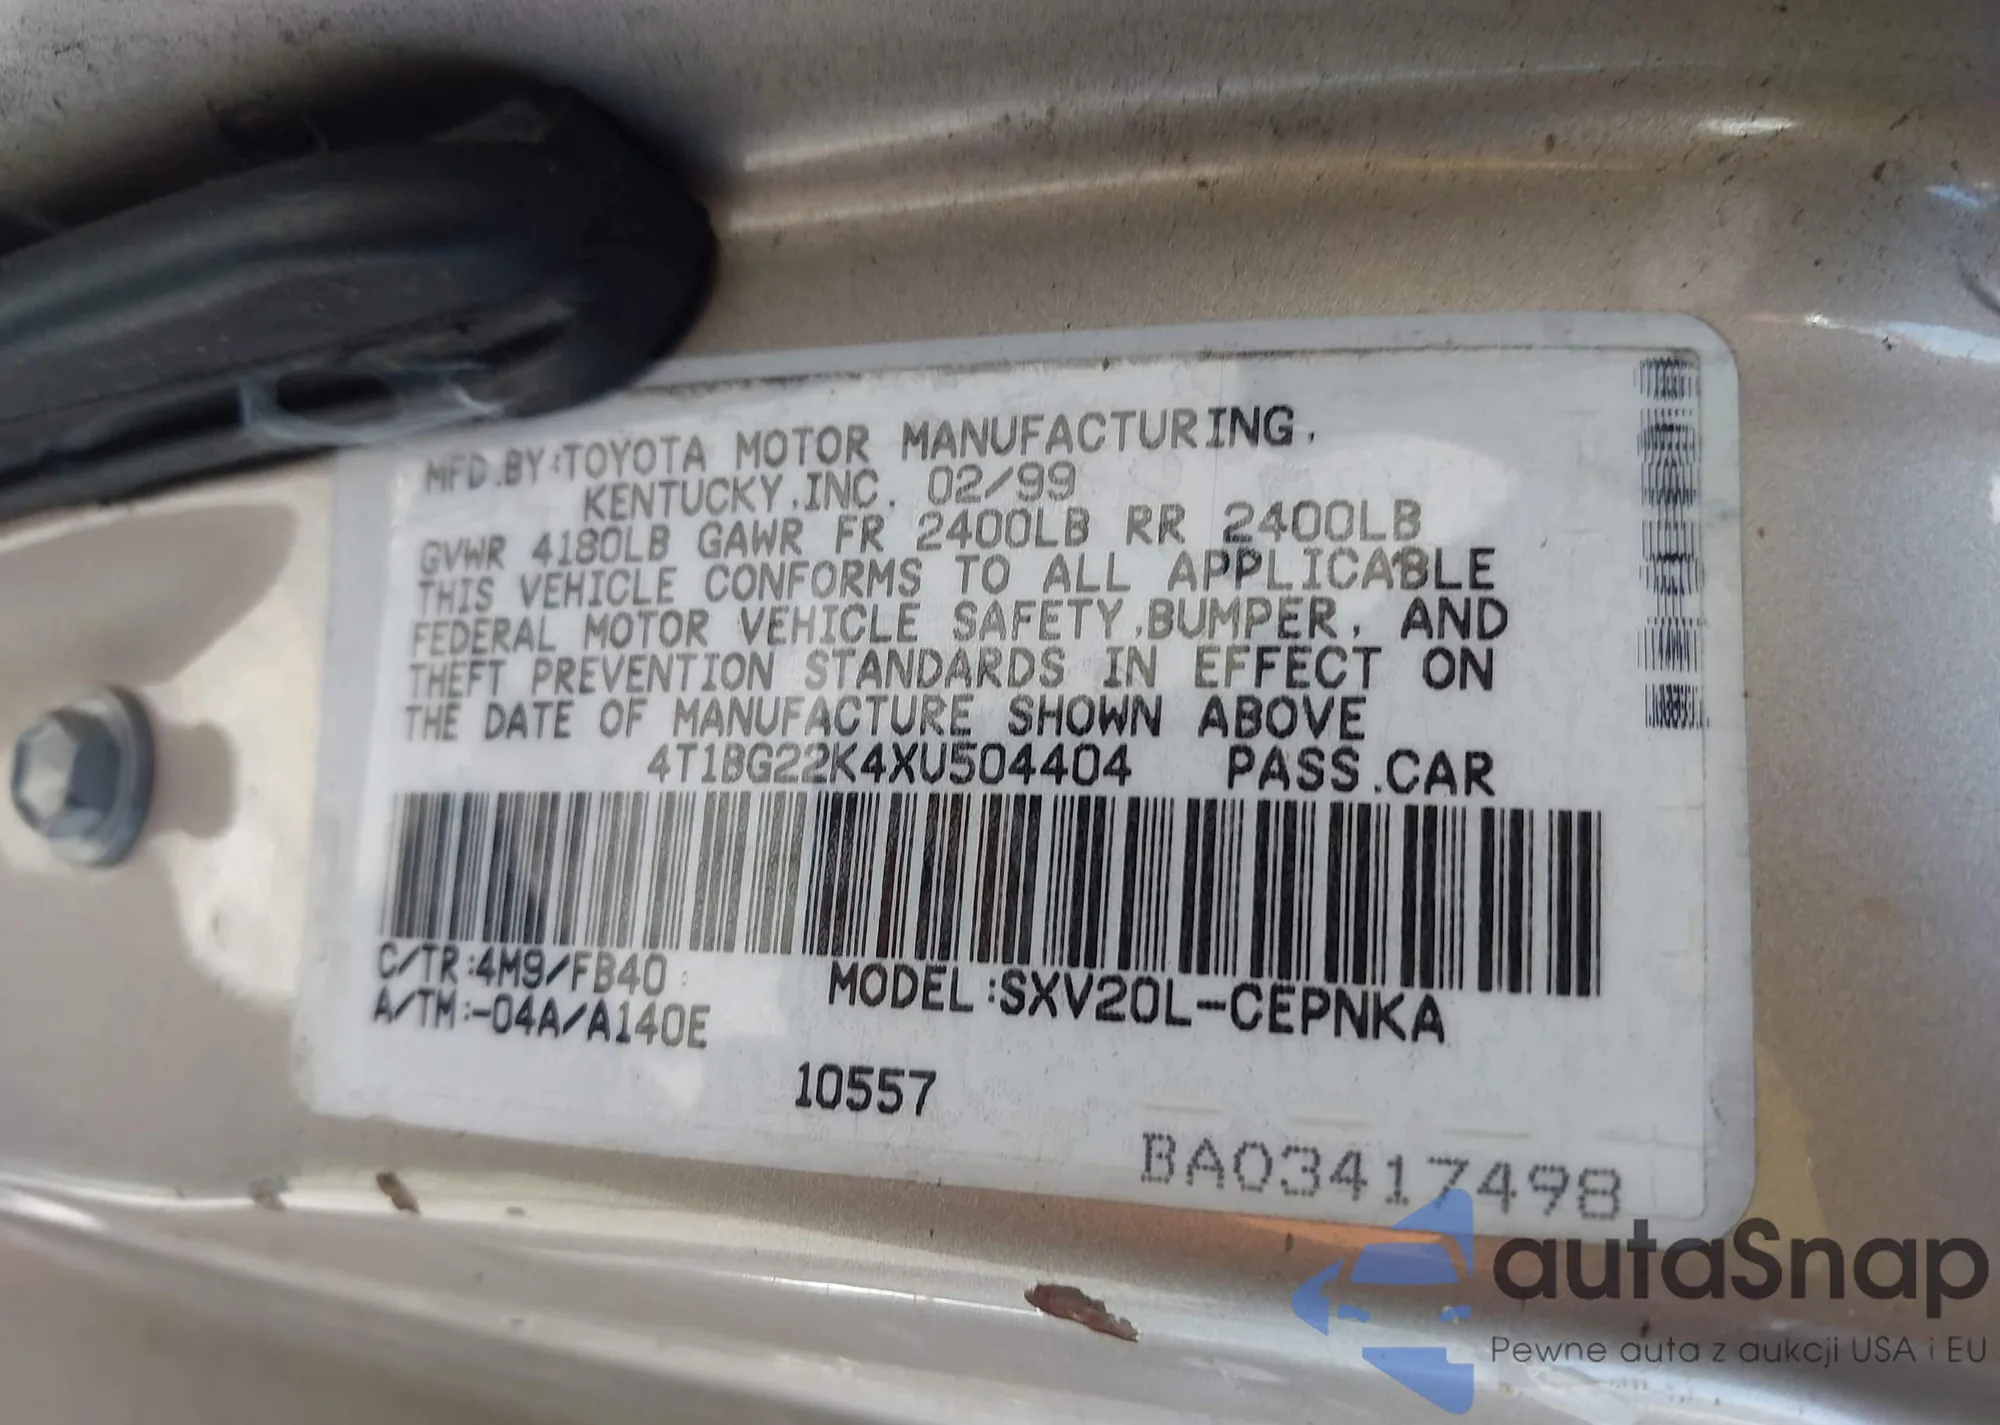 MFD.BY:TOYOTA MOTOR MANUFACTURING,
KENTUCKY,INC. 02/99
GVWR 4180LB GAWR FR 2400LB RR 2400LB
THIS VEHICLE CONFORMS TO ALL APPLICABLE
FEDERAL MOTOR VEHICLE SAFETY,BUMPER, AND
THEFT PREVENTION STANDARDS IN EFFECT ON
THE DATE OF MANUFACTURE SHOWN ABOVE
4T1BG22K4XU504404 PASS.CAR
C/TR:4M9/FB40
A/TM:-04A/A140E
MODEL:SXV20L-CEPNKA
10557
BA03417498
autaSnap
Pewne auta z aukcji USA i EU